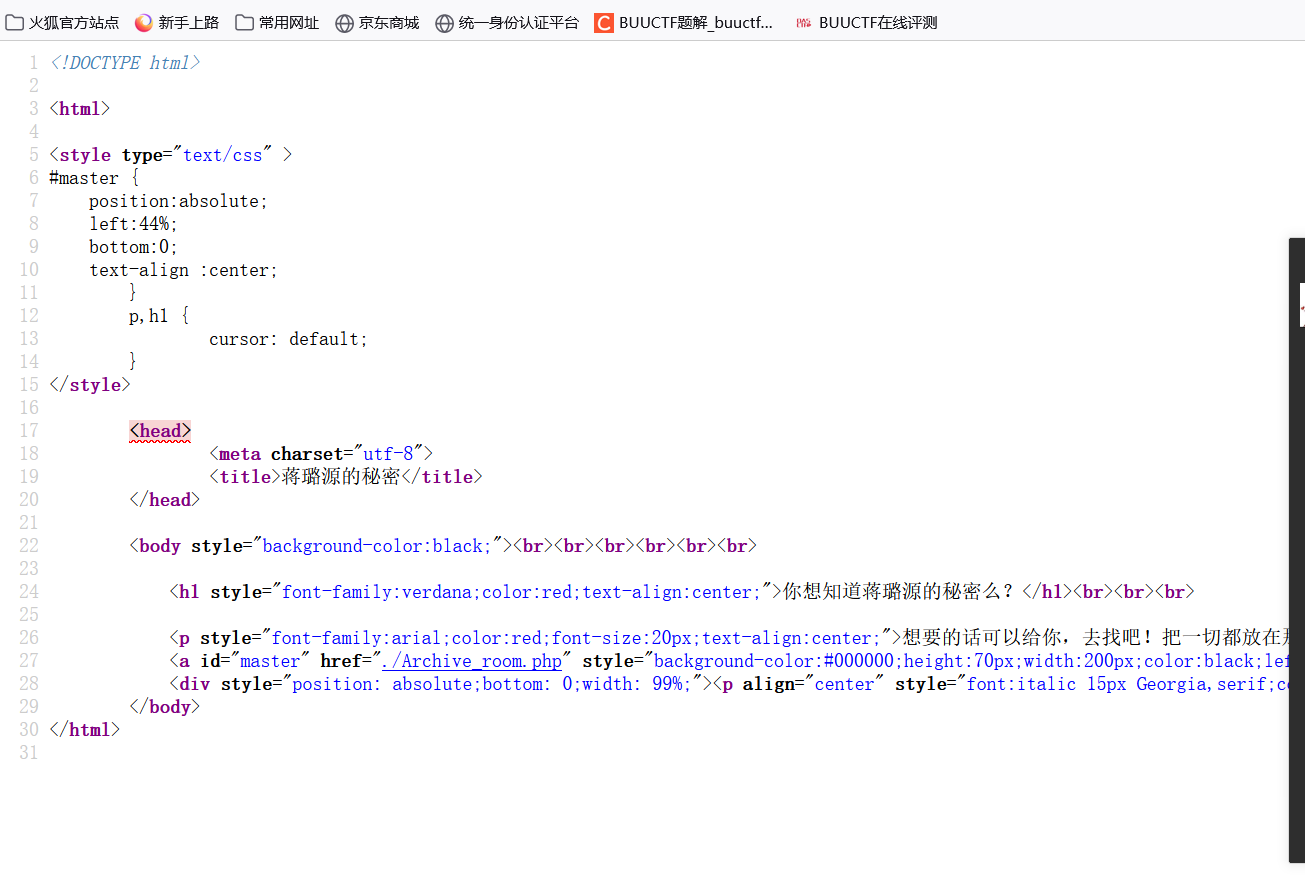 火狐官方站点 新手上路 常用网址 京东商城 统一身份认证平台 BUUCTF题解_buuctf... BUUCTF在线评测
1 <!DOCTYPE html>
2
3 <html>
4
5 <style type="text/css" >
6 #master {
7 position:absolute;
8 left:44%;
9 bottom:0;
10 text-align :center;
11 }
12 p,h1 {
13 cursor: default;
14 }
15 </style>
16
17 <head>
18 <meta charset="utf-8">
19 <title>蒋璐源的秘密</title>
20 </head>
21
22 <body style="background-color:black;"><br><br><br><br><br><br>
23
24 <h1 style="font-family:verdana;color:red;text-align:center;">你想知道蒋璐源的秘密么？</h1><br><br><br>
25
26 <p style="font-family:arial;color:red;font-size:20px;text-align:center;">想要的话可以给你，去找吧！把一切都放在
27 <a id="master" href="./Archive_room.php" style="background-color:#000000;height:70px;width:200px;color:black;lef
28 <div style="position: absolute;bottom: 0;width: 99%;"><p align="center" style="font:italic 15px Georgia,serif;co
29 </body>
30 </html>
31